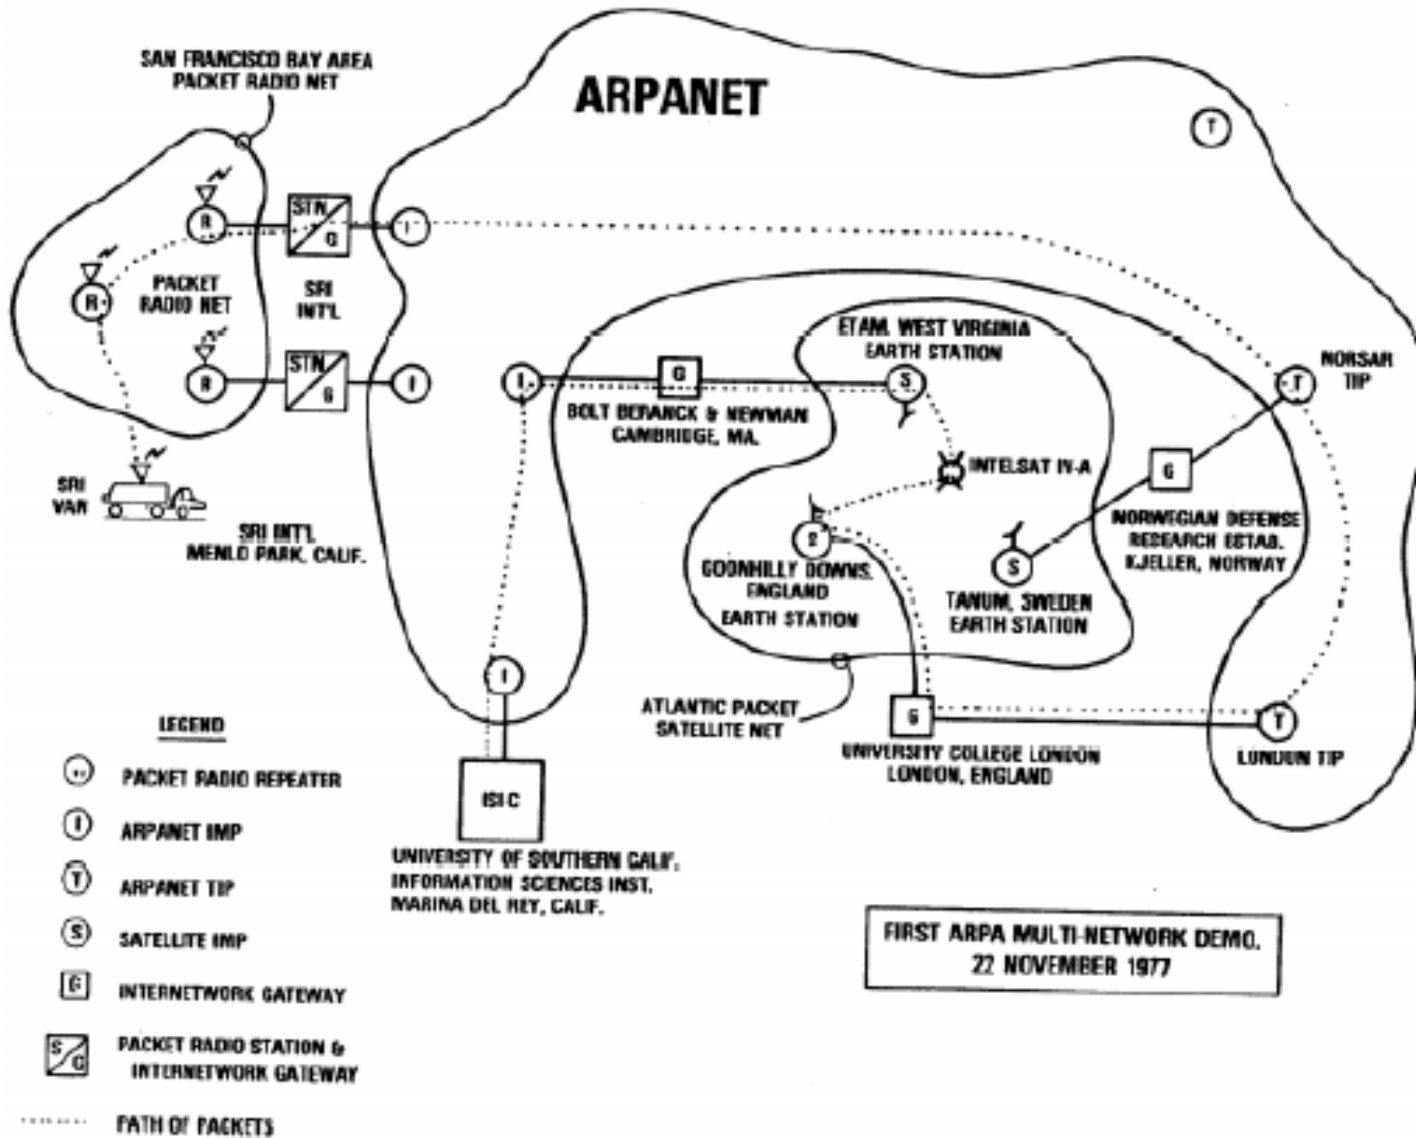 SAN FRANCISCO BAY AREA
PACKET RADIO NET
ARPANET
T
R
STN
G
I
R
PACKET
RADIO NET
SRI
INT'L
R
STN
G
I
I
G
BOLT BERANCK & NEWMAN
CAMBRIDGE, MA.
ETAM, WEST VIRGINIA
EARTH STATION
S
NORSAR
TIP
T
INTELSAT IV-A
G
NORWEGIAN DEFENSE
RESEARCH ESTAB.
KJELLER, NORWAY
SRI
VAN
SRI INT'L
MENLO PARK, CALIF.
S
GOONHILLY DOWNS,
ENGLAND
EARTH STATION
S
TANUM, SWEDEN
EARTH STATION
I
ATLANTIC PACKET
SATELLITE NET
G
UNIVERSITY COLLEGE LONDON
LONDON, ENGLAND
T
LONDON TIP
ISI-C
UNIVERSITY OF SOUTHERN CALIF.
INFORMATION SCIENCES INST.
MARINA DEL REY, CALIF.
LEGEND
PACKET RADIO REPEATER
I ARPANET IMP
T ARPANET TIP
S SATELLITE IMP
G INTERNETWORK GATEWAY
S/G PACKET RADIO STATION &
INTERNETWORK GATEWAY
PATH OF PACKETS
FIRST ARPA MULTI-NETWORK DEMO.
22 NOVEMBER 1977